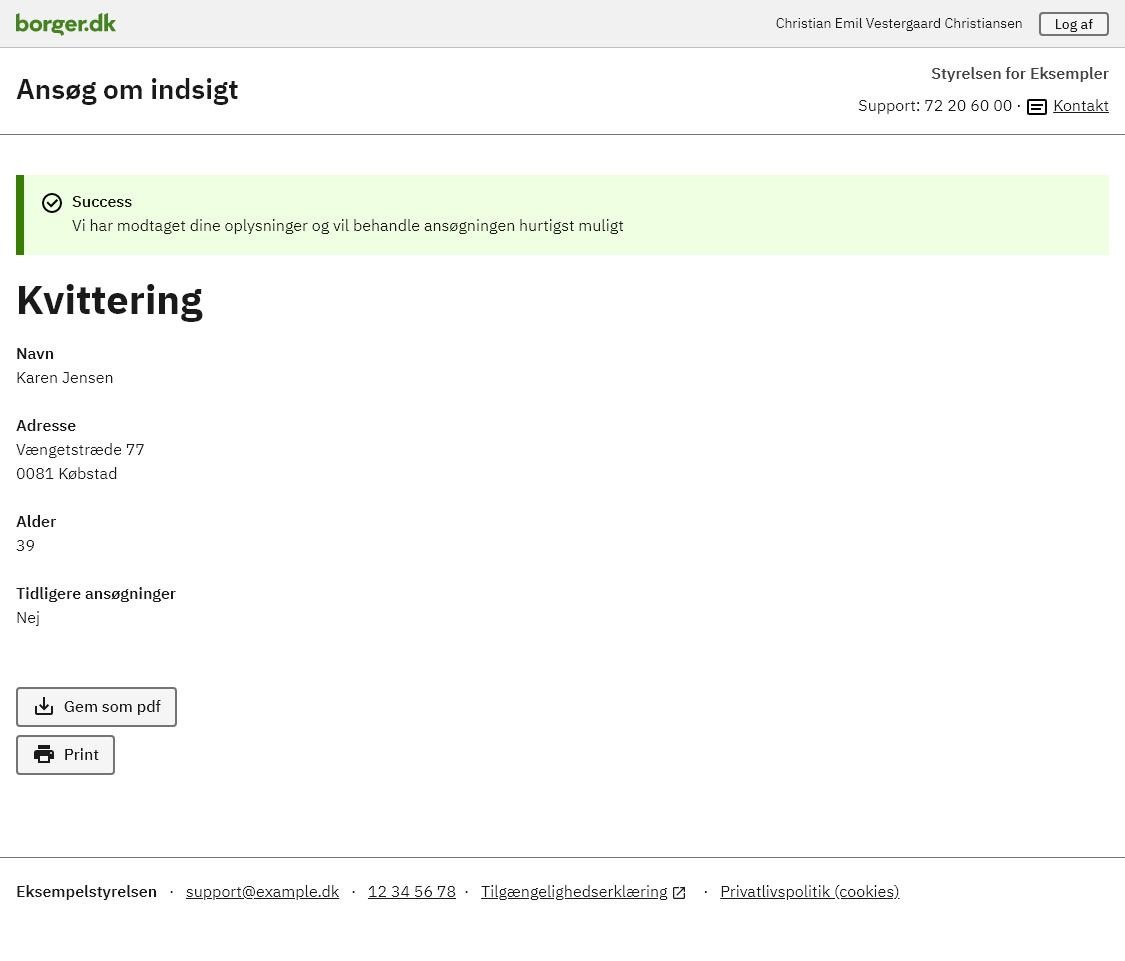 borger.dk
Christian Emil Vestergaard Christiansen
Log af
Ansøg om indsigt
Styrelsen for Eksempler
Support: 72 20 60 00 · Kontakt
Success
Vi har modtaget dine oplysninger og vil behandle ansøgningen hurtigst muligt
Kvittering
Navn
Karen Jensen
Adresse
Vængetstræde 77
0081 Købstad
Alder
39
Tidligere ansøgninger
Nej
Gem som pdf
Print
Eksempelstyrelsen · support@example.dk · 12 34 56 78 · Tilgængelighedserklæring · Privatlivspolitik (cookies)